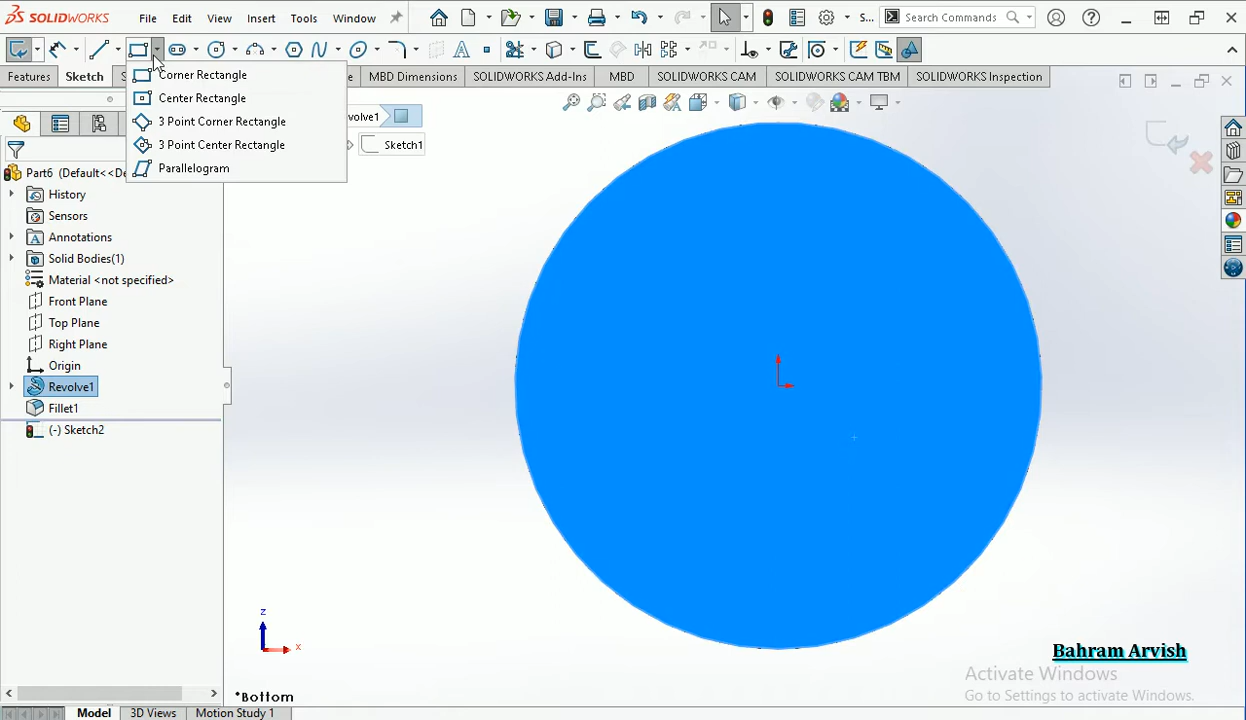 SOLIDWORKS File Edit View Insert Tools Window S... Search Commands
Features Sketch S MBD Dimensions SOLIDWORKS Add-Ins MBD SOLIDWORKS CAM SOLIDWORKS CAM TBM SOLIDWORKS Inspection
Corner Rectangle
Center Rectangle
3 Point Corner Rectangle
3 Point Center Rectangle
Parallelogram
volve1
Sketch1
Part6 (Default<<De
History
Sensors
Annotations
Solid Bodies(1)
Material <not specified>
Front Plane
Top Plane
Right Plane
Origin
Revolve1
Fillet1
(-) Sketch2
z
x
*Bottom
Bahram Arvish
Activate Windows
Go to Settings to activate Windows.
Model 3D Views Motion Study 1